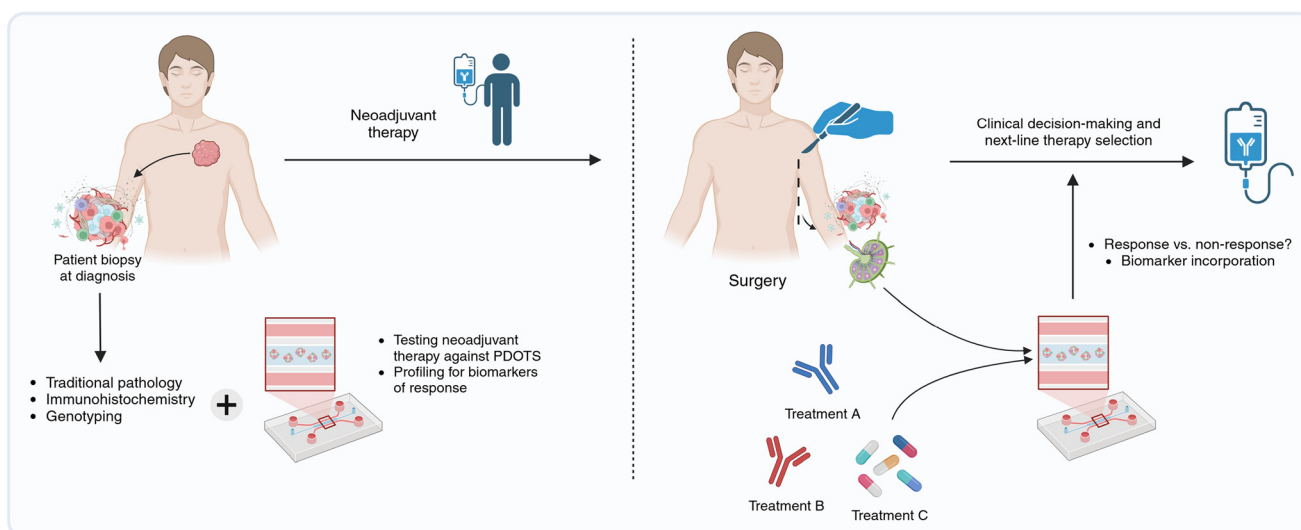 Neoadjuvant
therapy
Patient biopsy
at diagnosis
• Traditional pathology
• Immunohistochemistry
• Genotyping
+
• Testing neoadjuvant
therapy against PDOTS
• Profiling for biomarkers
of response
Surgery
Clinical decision-making and
next-line therapy selection
• Response vs. non-response?
• Biomarker incorporation
Treatment A
Treatment B
Treatment C